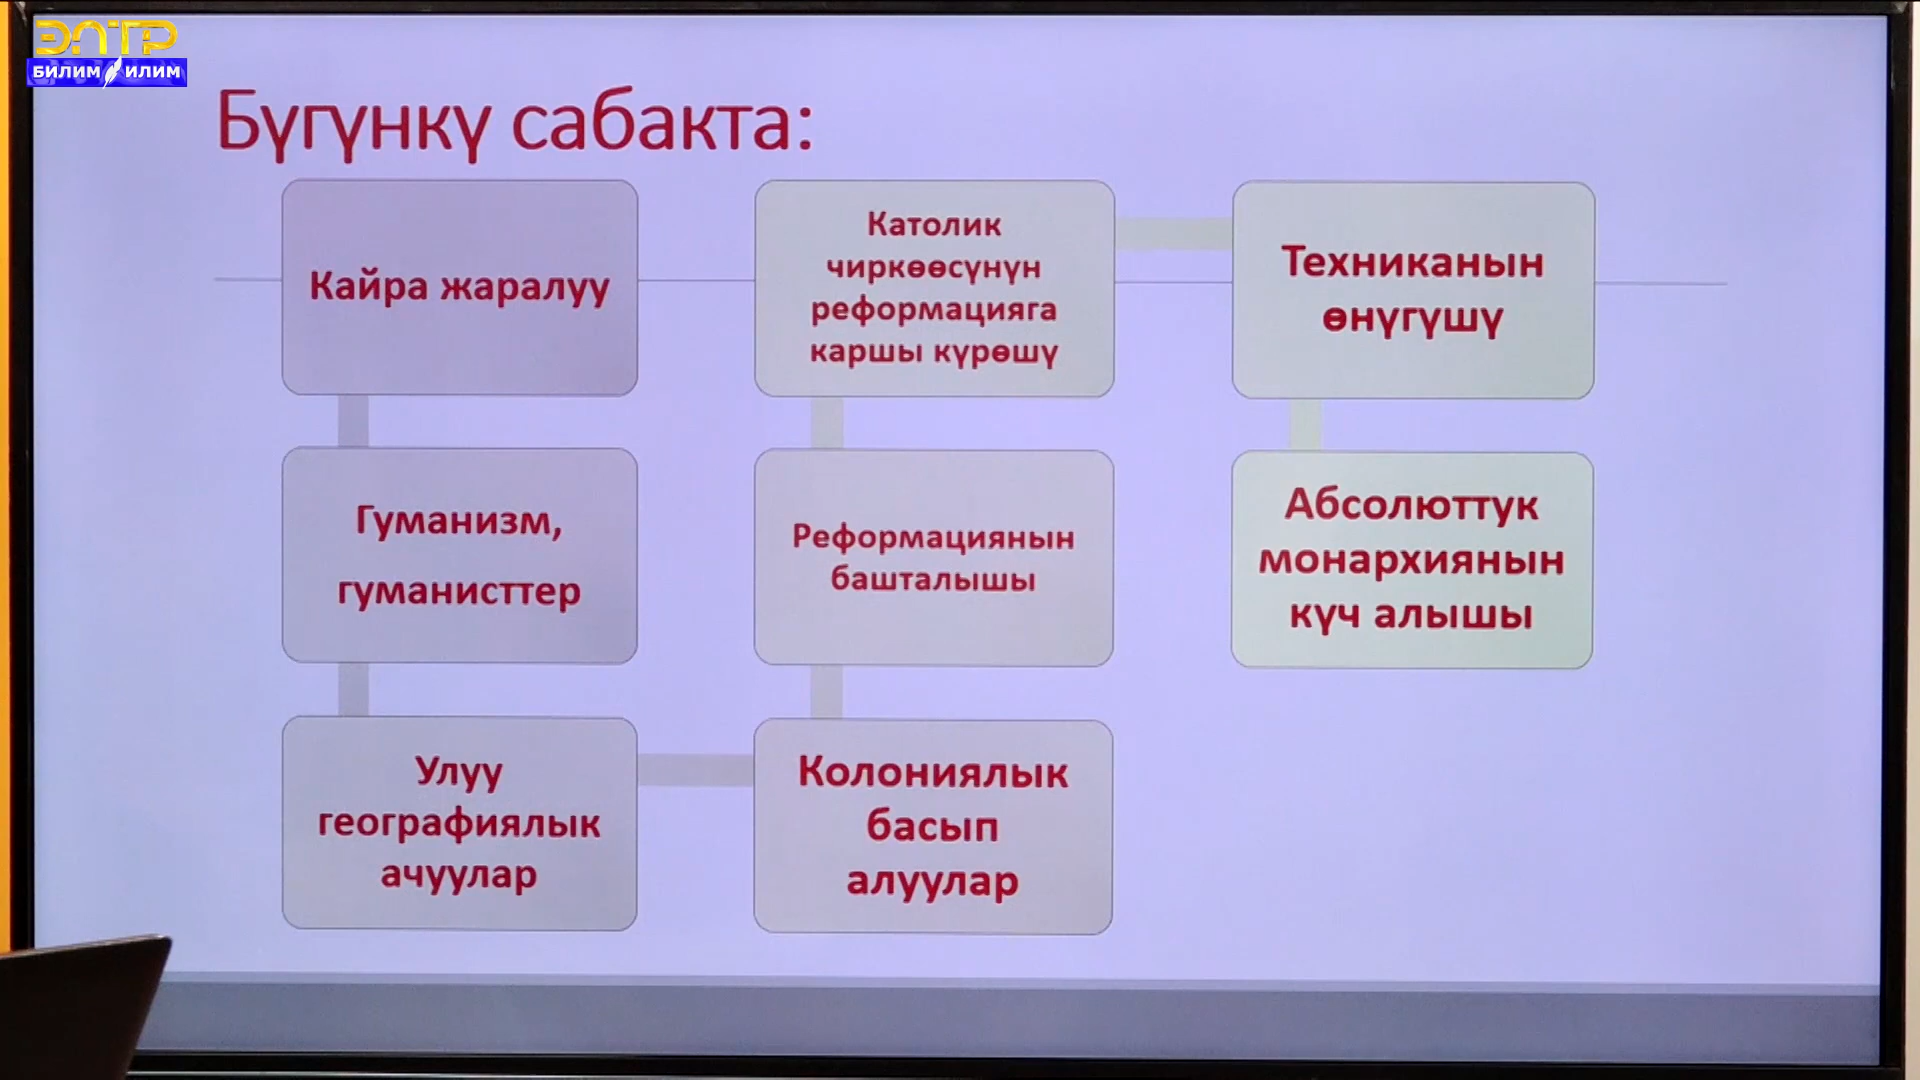 ЭЛТР
БИЛИМ ИЛИМ
Бүгүнкү сабакта:
Кайра жаралуу
Гуманизм,
гуманисттер
Улуу
географиялык
ачуулар
Колониялык
басып
алуулар
Реформациянын
башталышы
Католик
чиркөөсүнүн
реформацияга
каршы күрөшү
Техниканын
өнүгүшү
Абсолюттук
монархиянын
күч алышы